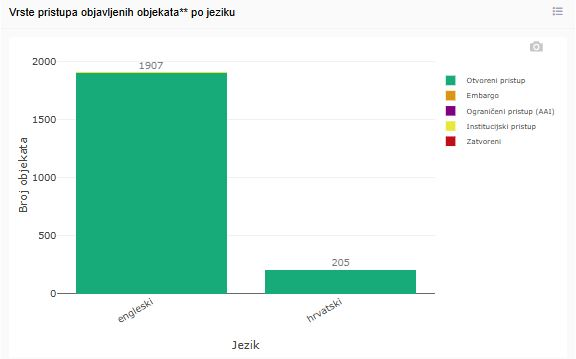 Vrste pristupa objavljenih objekata** po jeziku
2000
1907
Otvoreni pristup
Embargo
Ograničeni pristup (AAI)
Institucijski pristup
Zatvoreni
1500
1000
500
205
0
Broj objekata
engleski
hrvatski
Jezik